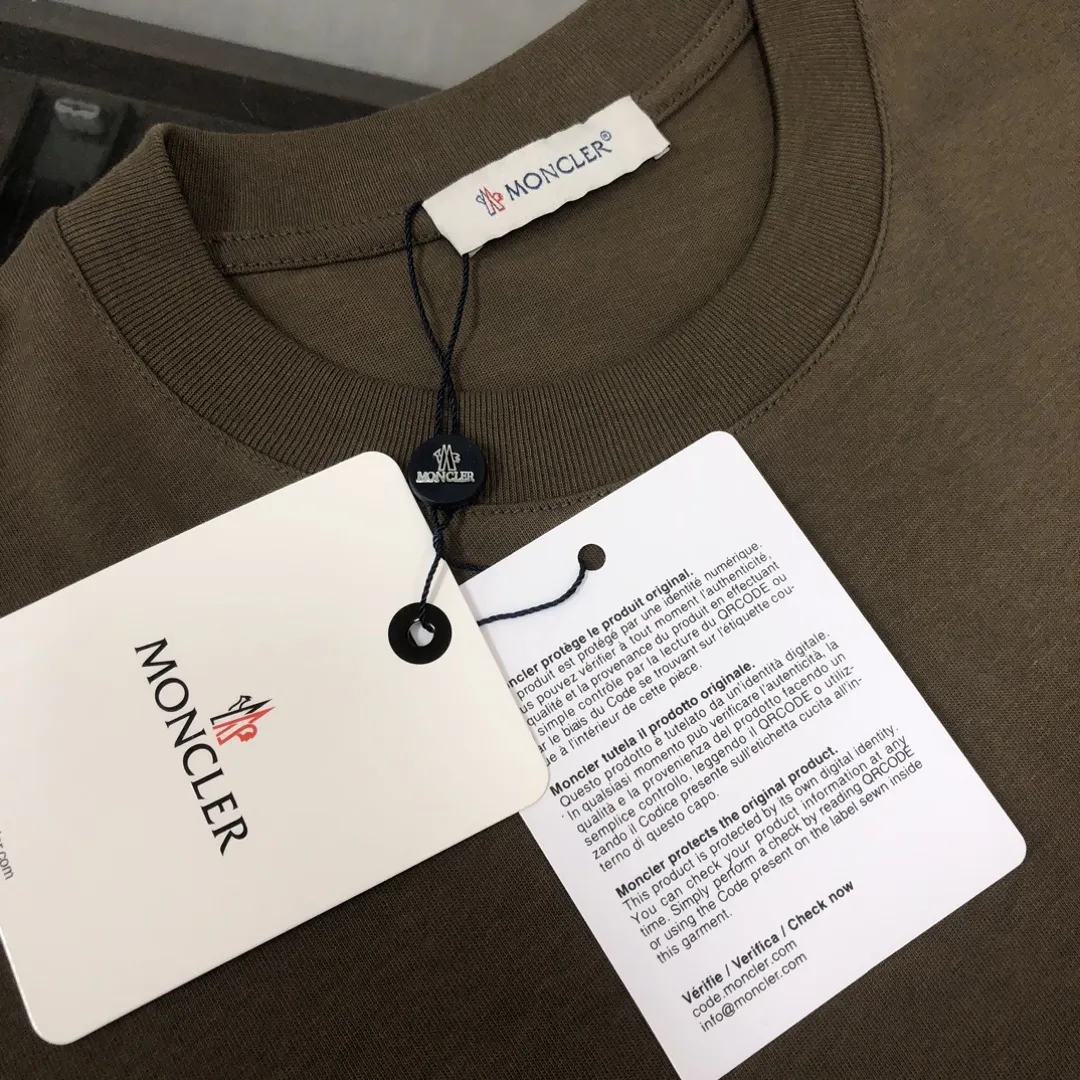 MONCLER®
MONCLER
MONCLER
.com
protège le produit original.
produit est protégé par une identité numérique.
pouvez vérifier à tout moment l'authenticité,
qualité et la provenance du produit en effectuant
simple contrôle par la lecture du QRCODE ou
le biais du Code se trouvant sur l'étiquette cou-
à l'intérieur de cette pièce.
Moncler tutela il prodotto originale.
Questo prodotto è tutelato da un'identità digitale.
In qualsiasi momento può verificare l'autenticità, la
qualità e la provenienza del prodotto facendo un
semplice controllo, leggendo il QRCODE o utiliz-
zando il Codice presente sull'etichetta cucita all'in-
terno di questo capo.
Moncler protects the original product.
This product is protected by its own digital identity.
You can check your product information at any
time. Simply perform a check by reading QRCODE
or using the Code present on the label sewn inside
this garment.
Vérifie / Verifica / Check now
code.moncler.com
info@moncler.com